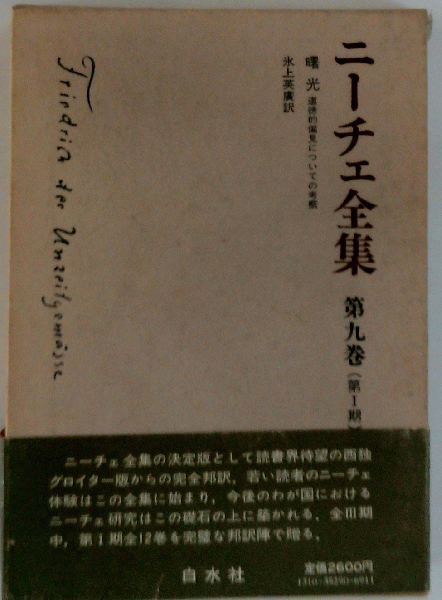 ニーチェ全集 第九巻（第Ⅰ期）
曙光 道徳的偏見についての考察
氷上英廣訳
Friedrich der Unzeitgemässe
ニーチェ全集の決定版として読書界待望の西独
グロイター版からの完全邦訳。若い読者のニーチェ
体験はこの全集に始まり，今後のわが国における
ニーチェ研究はこの礎石の上に築かれる。全III期
中，第Ⅰ期全12巻を完璧な邦訳陣で贈る。
白水社
定価2600円
1310-38290-6911